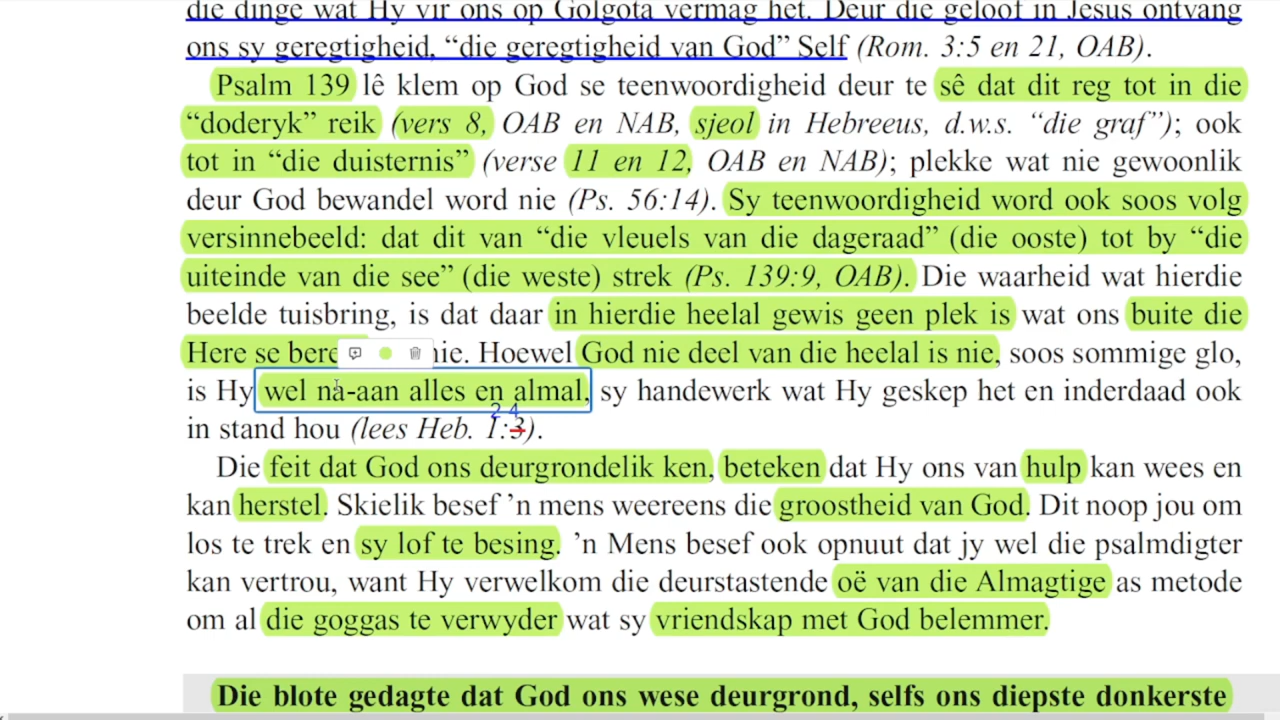 die dinge wat Hy vir ons op Golgota vermag het. Deur die geloof in Jesus ontvang
ons sy geregtigheid, “die geregtigheid van God” Self (Rom. 3:5 en 21, OAB).
Psalm 139 lê klem op God se teenwoordigheid deur te sê dat dit reg tot in die
“doderyk” reik (vers 8, OAB en NAB, sjeol in Hebreeus, d.w.s. “die graf”); ook
tot in “die duisternis” (verse 11 en 12, OAB en NAB); plekke wat nie gewoonlik
deur God bewandel word nie (Ps. 56:14). Sy teenwoordigheid word ook soos volg
versinnebeeld: dat dit van “die vleuels van die dageraad” (die ooste) tot by “die
uiteinde van die see” (die weste) strek (Ps. 139:9, OAB). Die waarheid wat hierdie
beelde tuisbring, is dat daar in hierdie heelal gewis geen plek is wat ons buite die
Here se bere nie. Hoewel God nie deel van die heelal is nie, soos sommige glo,
is Hy wel ná-aan alles en almal, sy handewerk wat Hy geskep het en inderdaad ook
2 4
in stand hou (lees Heb. 1:3).
Die feit dat God ons deurgrondelik ken, beteken dat Hy ons van hulp kan wees en
kan herstel. Skielik besef ’n mens weereens die grootsheid van God. Dit noop jou om
los te trek en sy lof te besing. ’n Mens besef ook opnuut dat jy wel die psalmdigter
kan vertrou, want Hy verwelkom die deurstastende oë van die Almagtige as metode
om al die goggas te verwyder wat sy vriendskap met God belemmer.
Die blote gedagte dat God ons wese deurgrond, selfs ons diepste donkerste